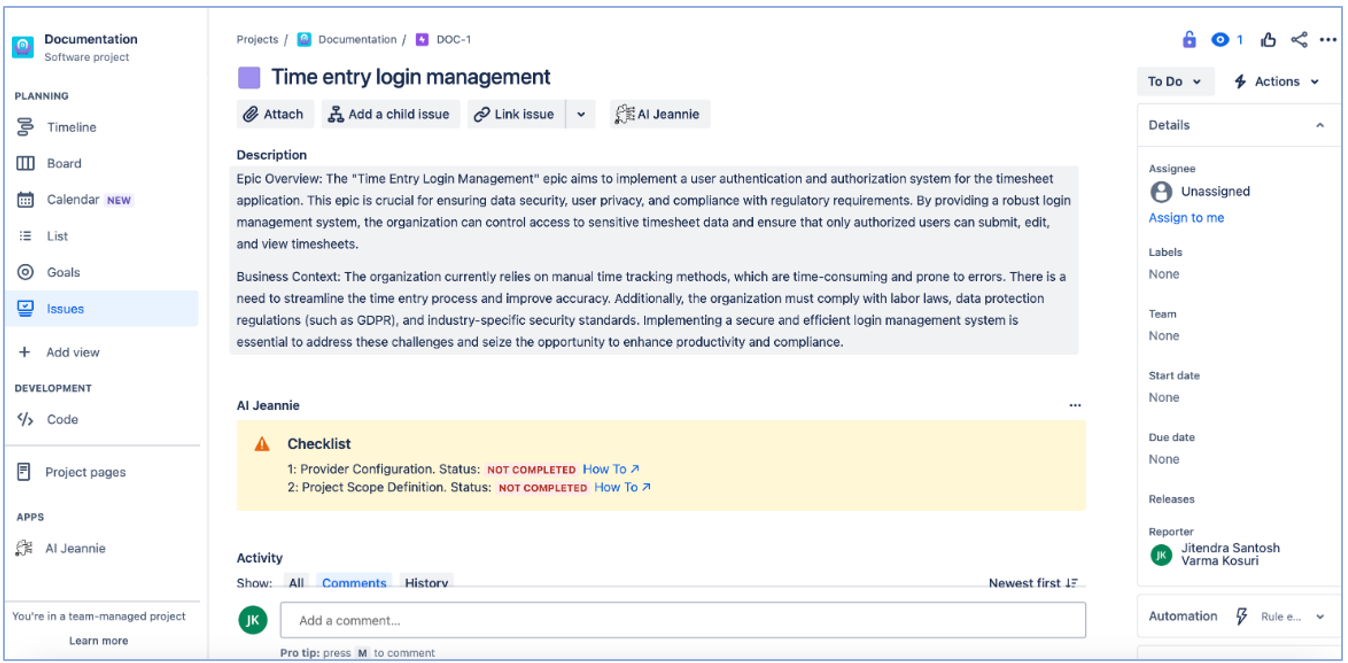 Documentation
Software project
PLANNING
Timeline
Board
Calendar NEW
List
Goals
Issues
Add view
DEVELOPMENT
Code
Project pages
APPS
AI Jeannie
You're in a team-managed project
Learn more
Projects / Documentation / DOC-1
Time entry login management
Attach Add a child issue Link issue AI Jeannie
Description
Epic Overview: The "Time Entry Login Management" epic aims to implement a user authentication and authorization system for the timesheet
application. This epic is crucial for ensuring data security, user privacy, and compliance with regulatory requirements. By providing a robust login
management system, the organization can control access to sensitive timesheet data and ensure that only authorized users can submit, edit,
and view timesheets.
Business Context: The organization currently relies on manual time tracking methods, which are time-consuming and prone to errors. There is a
need to streamline the time entry process and improve accuracy. Additionally, the organization must comply with labor laws, data protection
regulations (such as GDPR), and industry-specific security standards. Implementing a secure and efficient login management system is
essential to address these challenges and seize the opportunity to enhance productivity and compliance.
AI Jeannie
Checklist
1: Provider Configuration. Status: NOT COMPLETED How To ↗
2: Project Scope Definition. Status: NOT COMPLETED How To ↗
Activity
Show: All Comments History Newest first
JK Add a comment...
Pro tip: press M to comment
1
To Do Actions
Details
Assignee
Unassigned
Assign to me
Labels
None
Team
None
Start date
None
Due date
None
Releases
Reporter
JK Jitendra Santosh
Varma Kosuri
Automation Rule e...